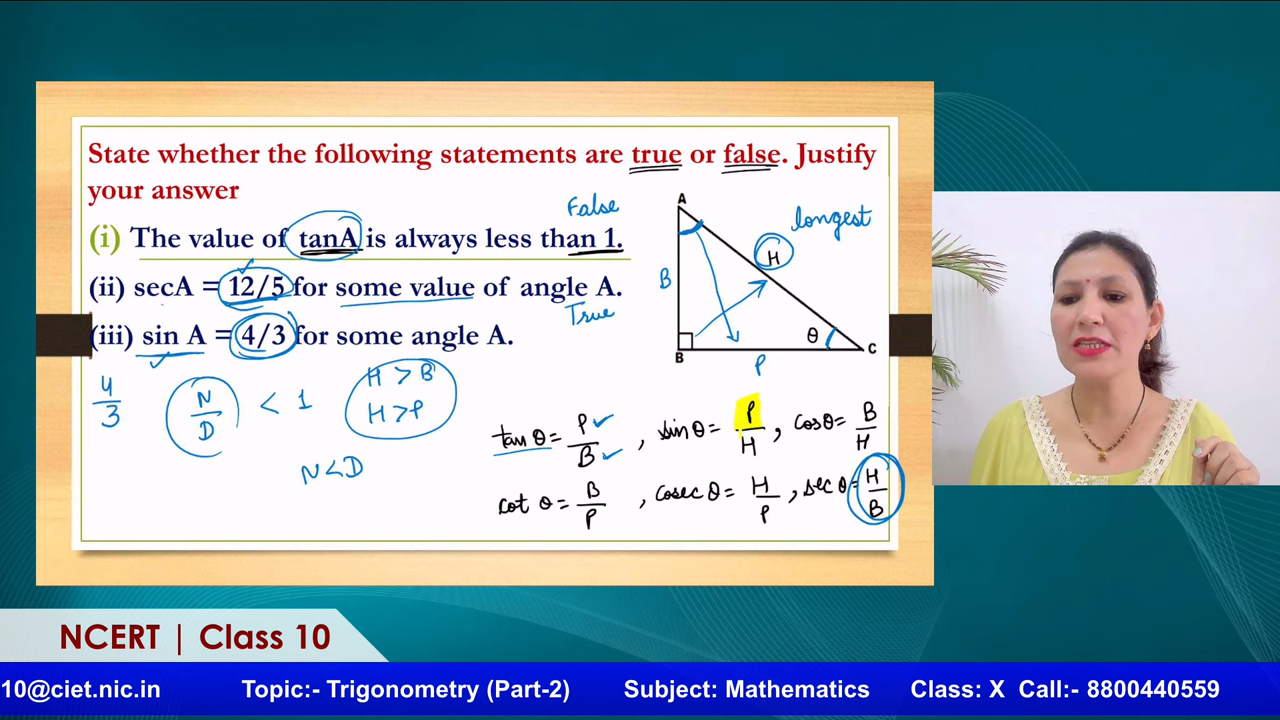 State whether the following statements are true or false. Justify
your answer
False
(i) The value of tanA is always less than 1.
(ii) secA = 12/5 for some value of angle A.
True
(iii) sin A = 4/3 for some angle A.
A
longest
H
B
θ
B
C
P
4/3
N/D < 1
H > B
H > P
N < D
tan θ = P/B , sin θ = P/H , cos θ = B/H
cot θ = B/P , cosec θ = H/P , sec θ = H/B
NCERT | Class 10
10@ciet.nic.in Topic:- Trigonometry (Part-2) Subject: Mathematics Class: X Call:- 8800440559